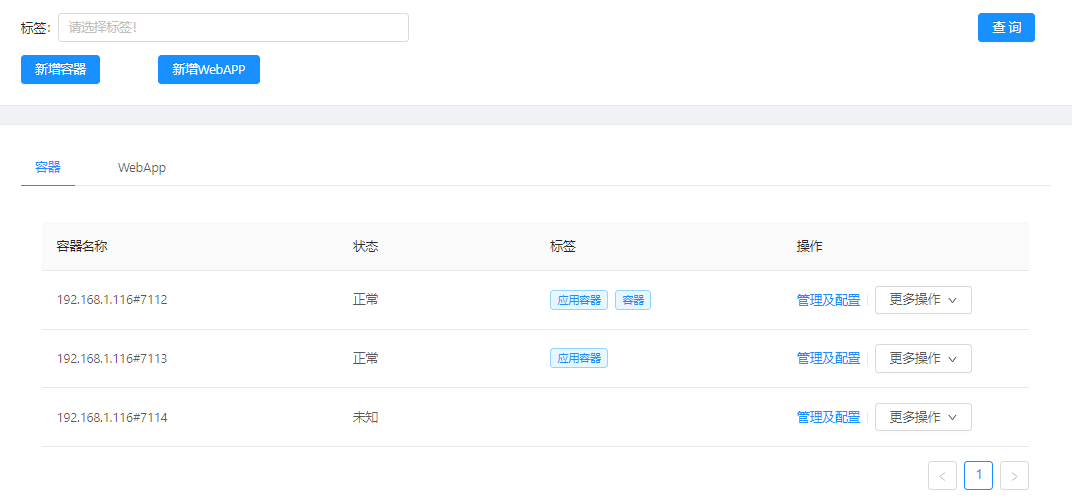 标签: 请选择标签! 查 询
新增容器 新增WebAPP
容器 WebApp
容器名称 状态 标签 操作
192.168.1.116#7112 正常 应用容器 容器 管理及配置 更多操作
192.168.1.116#7113 正常 应用容器 管理及配置 更多操作
192.168.1.116#7114 未知 管理及配置 更多操作
< 1 >